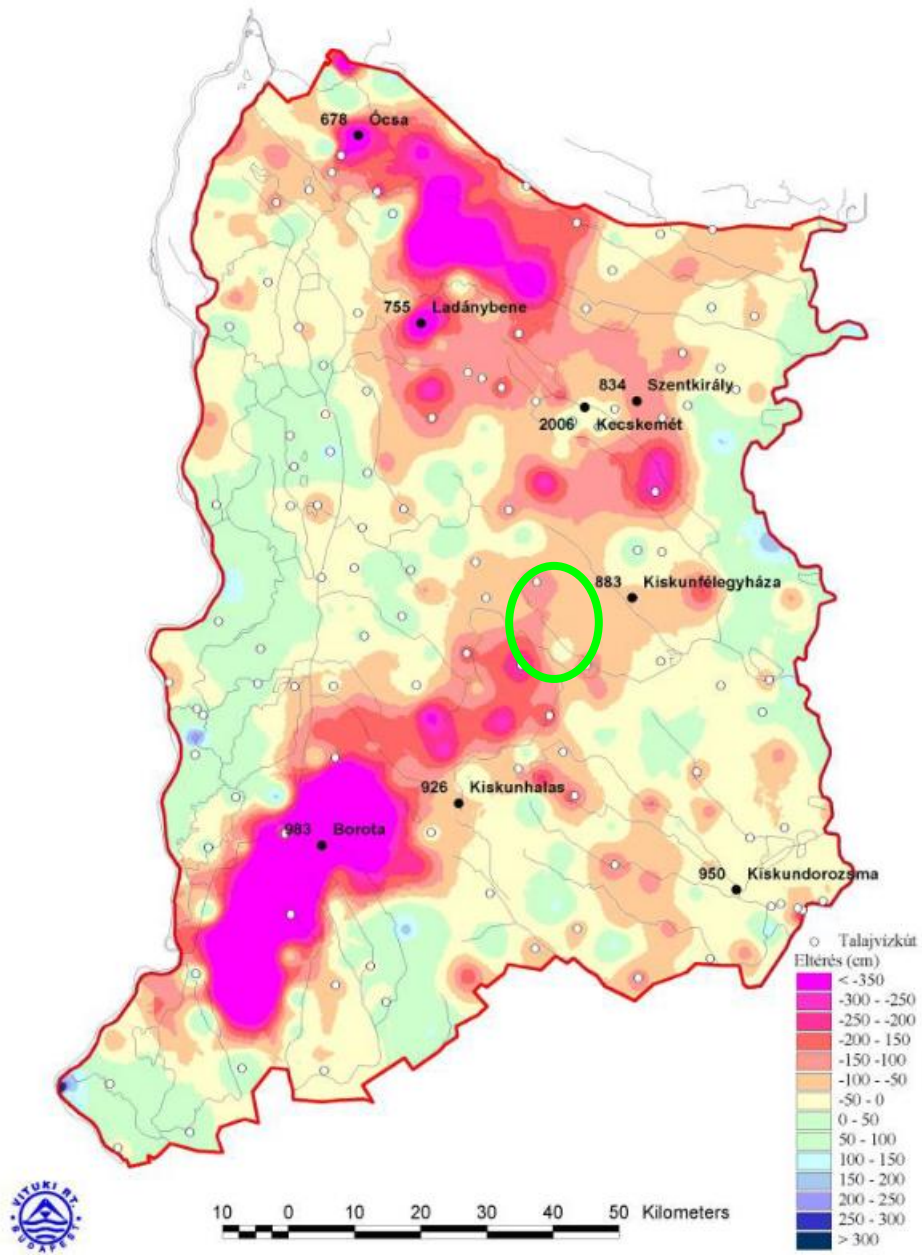 678 Ócsa
755 Ladánybene
834 Szentkirály
2006 Kecskemét
883 Kiskunfélegyháza
926 Kiskunhalas
983 Borota
950 Kiskundorozsma
Talajvízkút
Eltérés (cm)
< -350
-300 - -250
-250 - -200
-200 - 150
-150 -100
-100 - -50
-50 - 0
0 - 50
50 - 100
100 - 150
150 - 200
200 - 250
250 - 300
> 300
VITUKI RT.
BUDAPEST
10 0 10 20 30 40 50 Kilometers